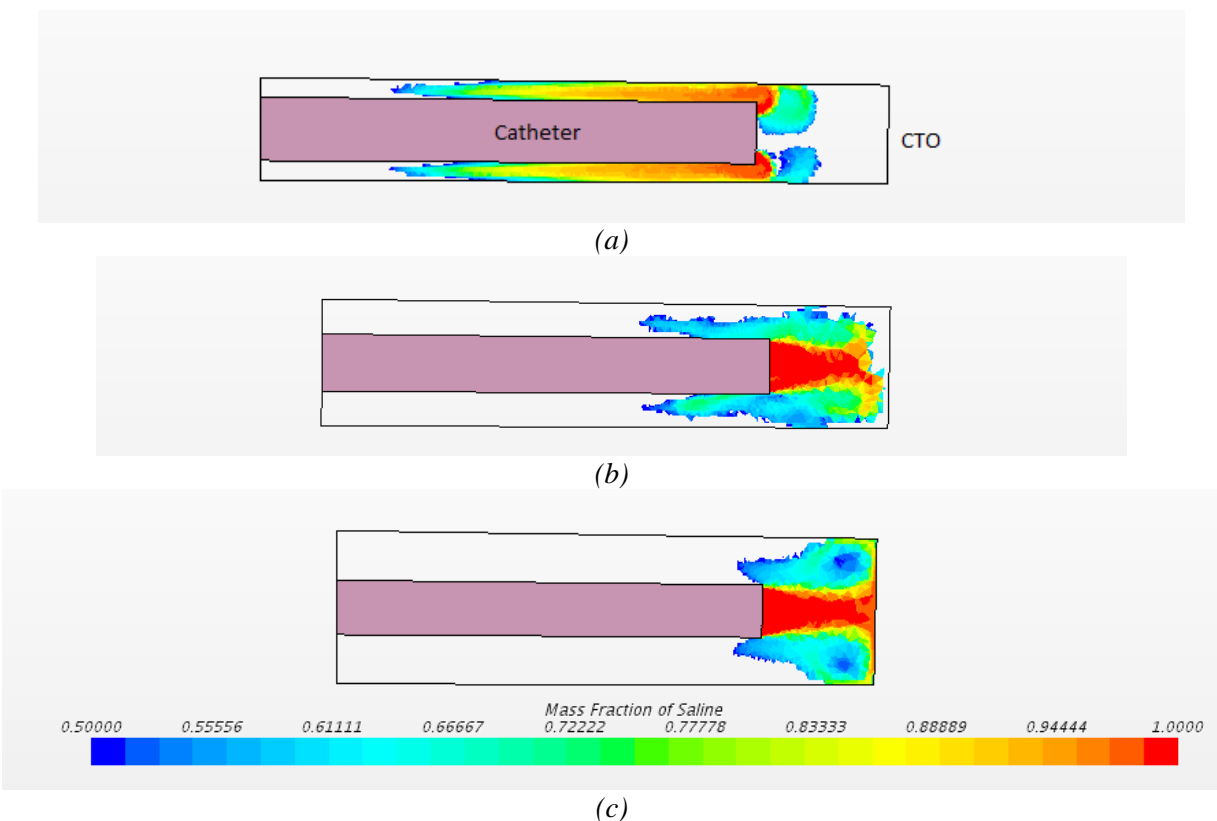 Catheter
CTO
(a)
(b)
Mass Fraction of Saline
0.50000 0.55556 0.61111 0.66667 0.72222 0.77778 0.83333 0.88889 0.94444 1.0000
(c)